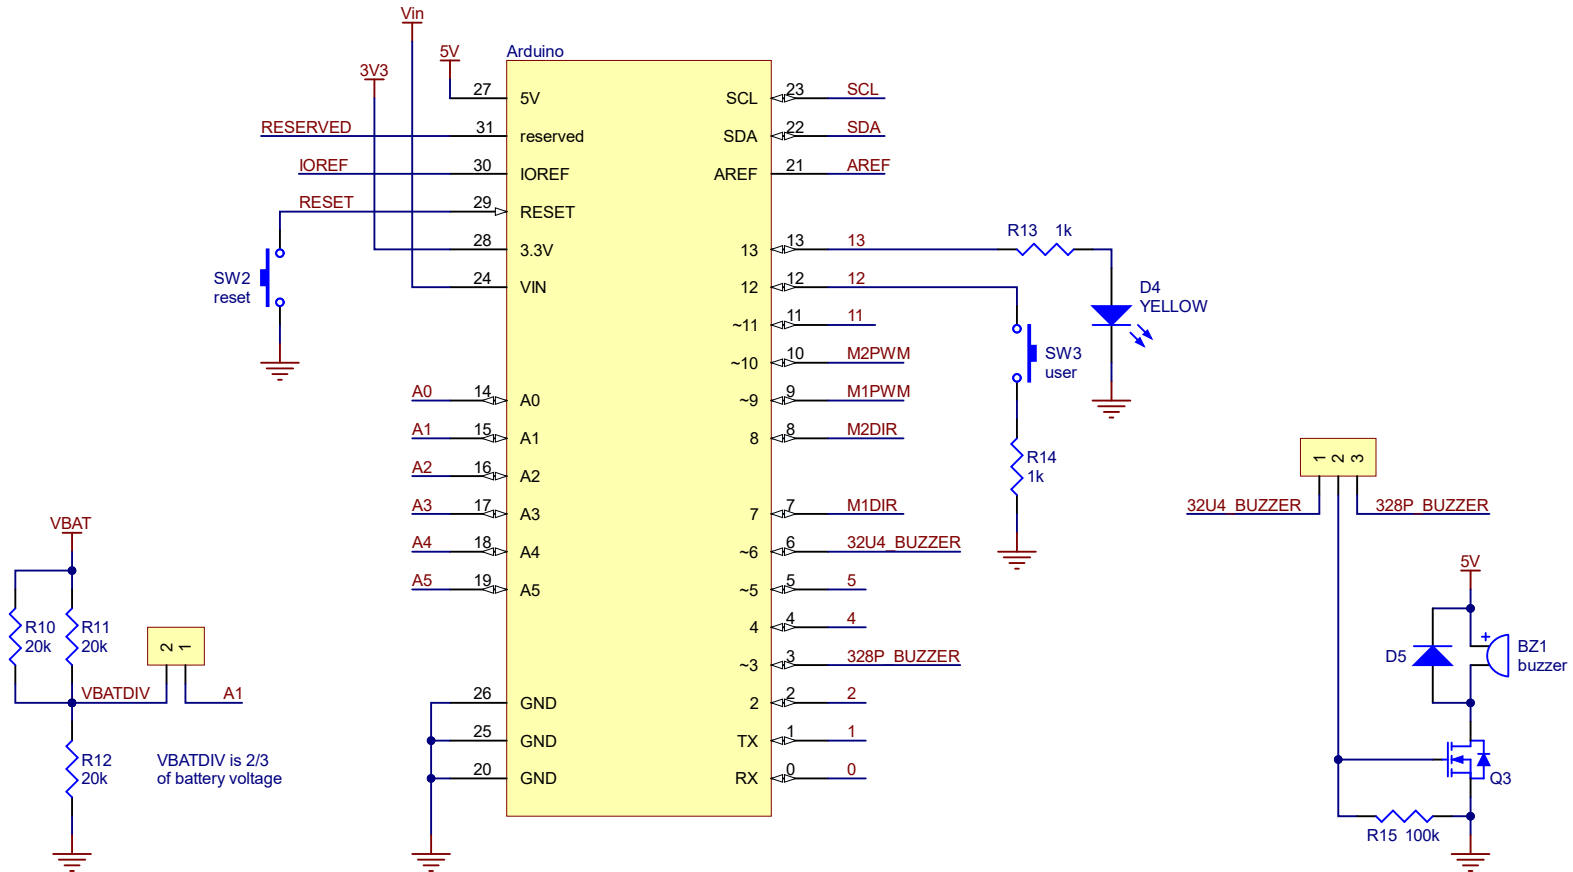 Vin
5V
Arduino
3V3
27
5V
SCL
23
SCL
RESERVED
31
reserved
SDA
22
SDA
IOREF
30
IOREF
AREF
21
AREF
RESET
29
RESET
28
3.3V
13
13
13
R13 1k
SW2
reset
24
VIN
12
12
12
D4
YELLOW
~11
11
11
~10
10
M2PWM
SW3
user
A0
14
A0
~9
9
M1PWM
A1
15
A1
8
8
M2DIR
A2
16
A2
R14
1k
1
2
3
A3
17
A3
7
7
M1DIR
32U4_BUZZER
328P_BUZZER
VBAT
A4
18
A4
~6
6
32U4_BUZZER
5V
A5
19
A5
~5
5
5
R10
20k
R11
20k
2
1
4
4
4
~3
3
328P_BUZZER
D5
+
BZ1
buzzer
VBATDIV
A1
26
GND
2
2
2
25
GND
TX
1
1
R12
20k
VBATDIV is 2/3
of battery voltage
20
GND
RX
0
0
Q3
R15 100k